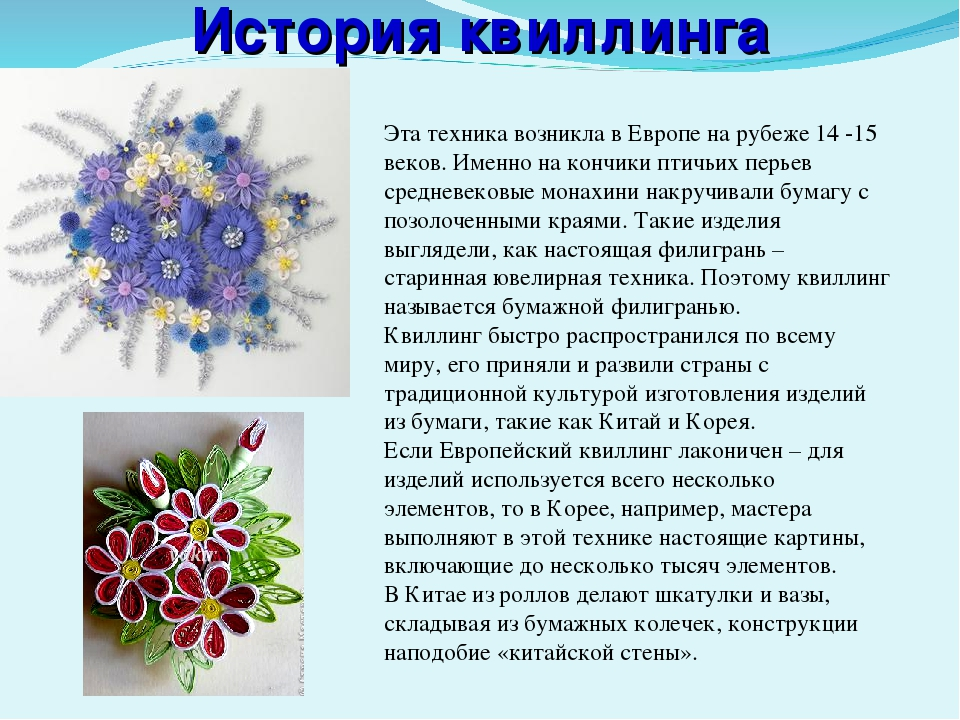 История квиллинга
Эта техника возникла в Европе на рубеже 14 -15
веков. Именно на кончики птичьих перьев
средневековые монахини накручивали бумагу с
позолоченными краями. Такие изделия
выглядели, как настоящая филигрань –
старинная ювелирная техника. Поэтому квиллинг
называется бумажной филигранью.
Квиллинг быстро распространился по всему
миру, его приняли и развили страны с
традиционной культурой изготовления изделий
из бумаги, такие как Китай и Корея.
Если Европейский квиллинг лаконичен – для
изделий используется всего несколько
элементов, то в Корее, например, мастера
выполняют в этой технике настоящие картины,
включающие до несколько тысяч элементов.
В Китае из роллов делают шкатулки и вазы,
складывая из бумажных колечек, конструкции
наподобие «китайской стены».